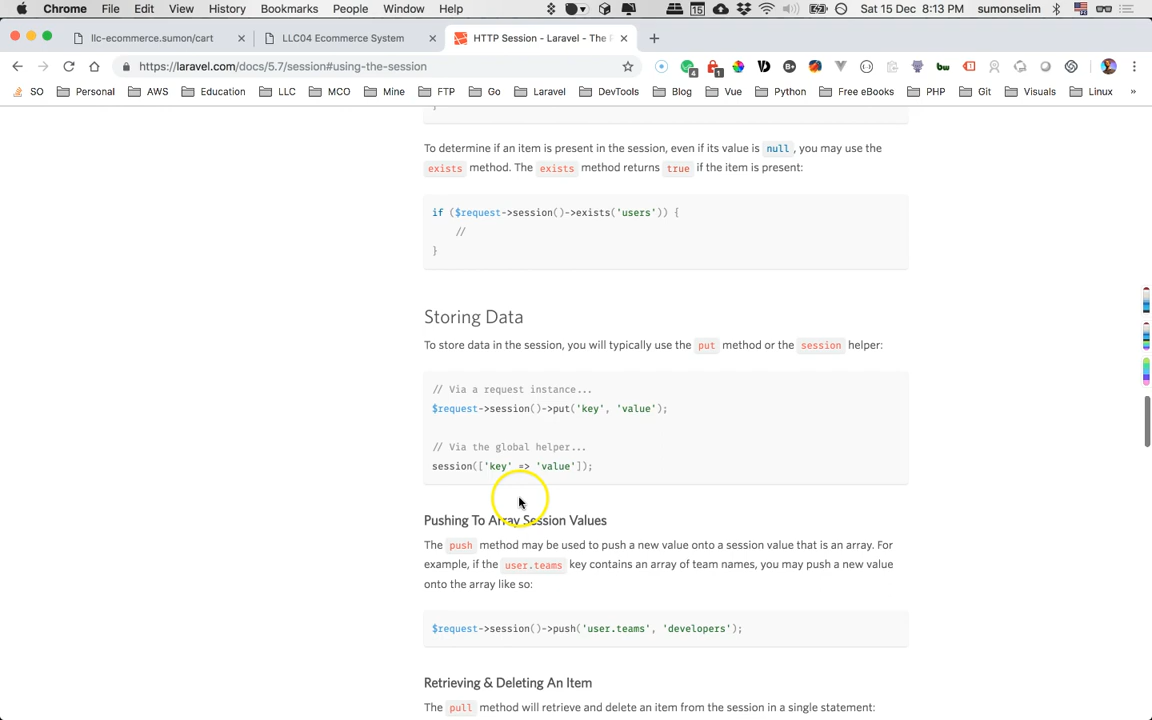 Chrome File Edit View History Bookmarks People Window Help 15 Sat 15 Dec 8:13 PM sumonselim
llc-ecommerce.sumon/cart LLC04 Ecommerce System HTTP Session - Laravel - The
https://laravel.com/docs/5.7/session#using-the-session
SO Personal AWS Education LLC MCO Mine FTP Go Laravel DevTools Blog Vue Python Free eBooks PHP Git Visuals Linux »
}
To determine if an item is present in the session, even if its value is null, you may use the
exists method. The exists method returns true if the item is present:
if ($request->session()->exists('users')) {
//
}
Storing Data
To store data in the session, you will typically use the put method or the session helper:
// Via a request instance...
$request->session()->put('key', 'value');
// Via the global helper...
session(['key' => 'value']);
Pushing To Array Session Values
The push method may be used to push a new value onto a session value that is an array. For
example, if the user.teams key contains an array of team names, you may push a new value
onto the array like so:
$request->session()->push('user.teams', 'developers');
Retrieving & Deleting An Item
The pull method will retrieve and delete an item from the session in a single statement: